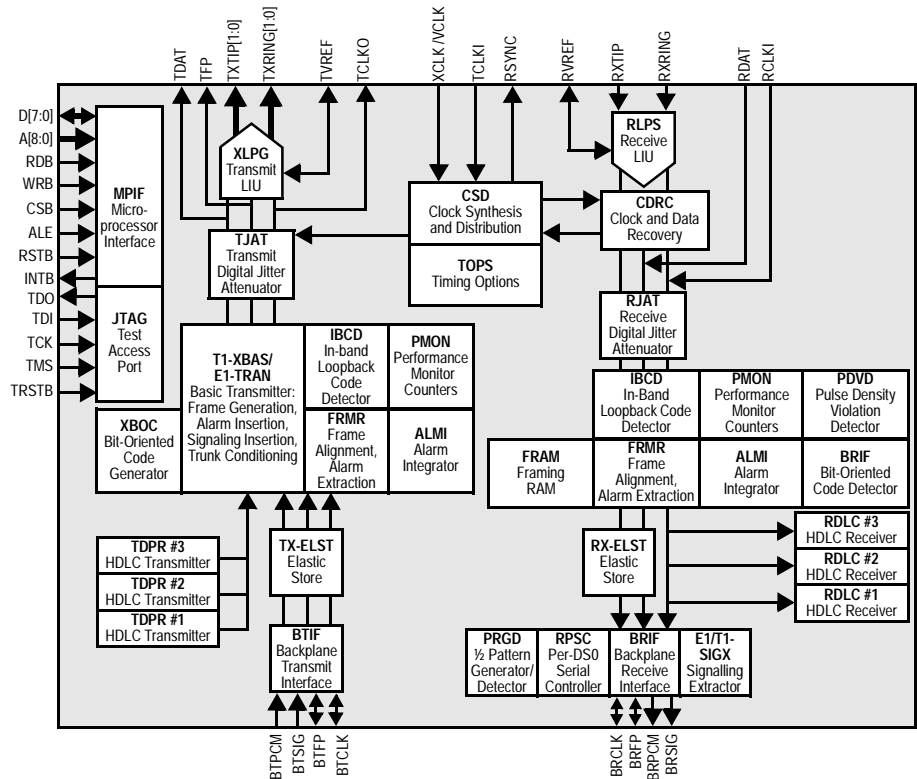 TDAT
TFP
TXTIP[1:0]
TXRING[1:0]
TVREF
TCLKO
XCLK /VCLK
TCLKI
RSYNC
RVREF
RXTIP
RXRING
RDAT
RCLKI
D[7:0]
A[8:0]
RDB
WRB
CSB
ALE
RSTB
INTB
TDO
TDI
TCK
TMS
TRSTB
MPIF
Micro-
processor
Interface
JTAG
Test
Access
Port
XLPG
Transmit
LIU
TJAT
Transmit
Digital Jitter
Attenuator
CSD
Clock Synthesis
and Distribution
TOPS
Timing Options
RLPS
Receive
LIU
CDRC
Clock and Data
Recovery
RJAT
Receive
Digital Jitter
Attenuator
XBOC
Bit-Oriented
Code
Generator
T1-XBAS/
E1-TRAN
Basic Transmitter:
Frame Generation,
Alarm Insertion,
Signaling Insertion,
Trunk Conditioning
IBCD
In-band
Loopback
Code
Detector
PMON
Performance
Monitor
Counters
FRMR
Frame
Alignment,
Alarm
Extraction
ALMI
Alarm
Integrator
IBCD
In-Band
Loopback Code
Detector
PMON
Performance
Monitor
Counters
PDVD
Pulse Density
Violation
Detector
FRAM
Framing
RAM
FRMR
Frame
Alignment,
Alarm Extraction
ALMI
Alarm
Integrator
BRIF
Bit-Oriented
Code Detector
TDPR #3
HDLC Transmitter
TDPR #2
HDLC Transmitter
TDPR #1
HDLC Transmitter
TX-ELST
Elastic
Store
BTIF
Backplane
Transmit
Interface
RX-ELST
Elastic
Store
RDLC #3
HDLC Receiver
RDLC #2
HDLC Receiver
RDLC #1
HDLC Receiver
PRGD
½ Pattern
Generator/
Detector
RPSC
Per-DS0
Serial
Controller
BRIF
Backplane
Receive
Interface
E1/T1-
SIGX
Signalling
Extractor
BTPCM
BTSIG
BTFP
BTCLK
BRCLK
BRFP
BRPCM
BRSIG